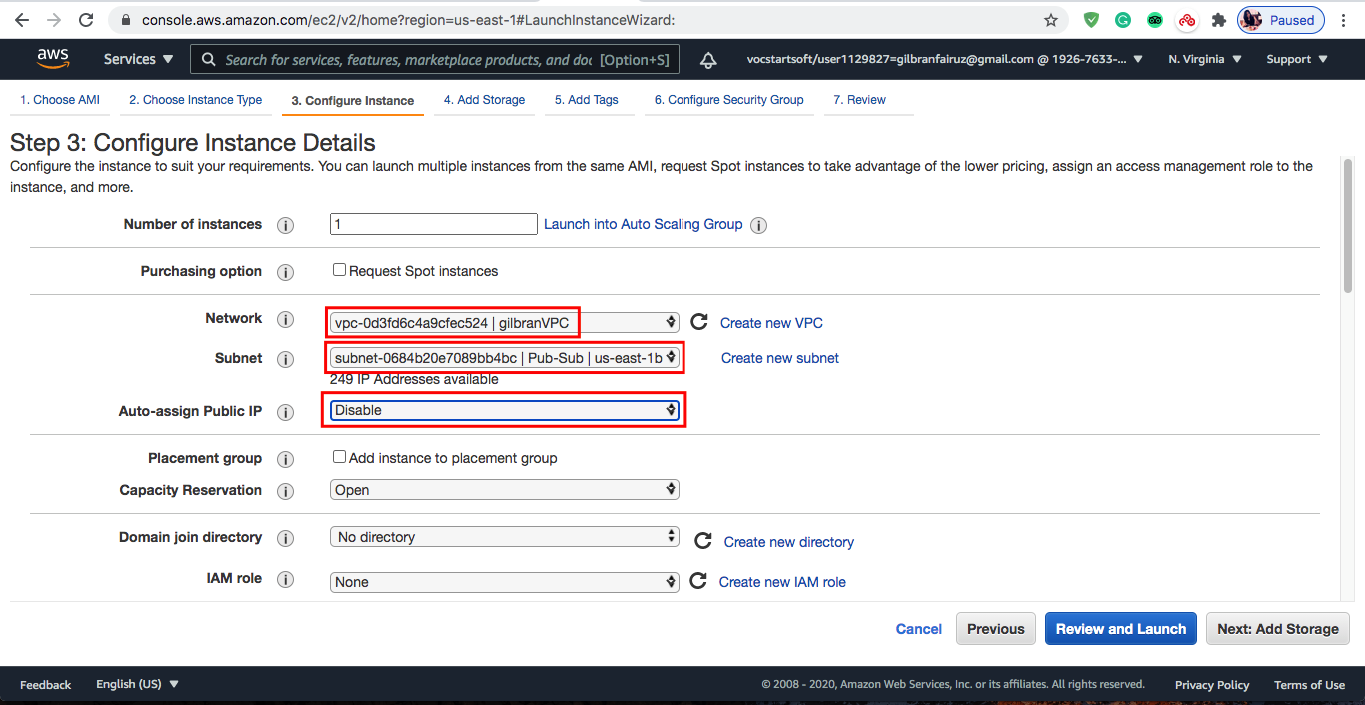 console.aws.amazon.com/ec2/v2/home?region=us-east-1#LaunchInstanceWizard:
Paused
aws
Services
Search for services, features, marketplace products, and doc [Option+S]
vocstartsoft/user1129827=gilbranfairuz@gmail.com @ 1926-7633-...
N. Virginia
Support
1. Choose AMI
2. Choose Instance Type
3. Configure Instance
4. Add Storage
5. Add Tags
6. Configure Security Group
7. Review
Step 3: Configure Instance Details
Configure the instance to suit your requirements. You can launch multiple instances from the same AMI, request Spot instances to take advantage of the lower pricing, assign an access management role to the
instance, and more.
Number of instances
1
Launch into Auto Scaling Group
Purchasing option
Request Spot instances
Network
vpc-0d3fd6c4a9cfec524 | gilbranVPC
Create new VPC
Subnet
subnet-0684b20e7089bb4bc | Pub-Sub | us-east-1b
Create new subnet
249 IP Addresses available
Auto-assign Public IP
Disable
Placement group
Add instance to placement group
Capacity Reservation
Open
Domain join directory
No directory
Create new directory
IAM role
None
Create new IAM role
Cancel
Previous
Review and Launch
Next: Add Storage
Feedback
English (US)
© 2008 - 2020, Amazon Web Services, Inc. or its affiliates. All rights reserved.
Privacy Policy
Terms of Use